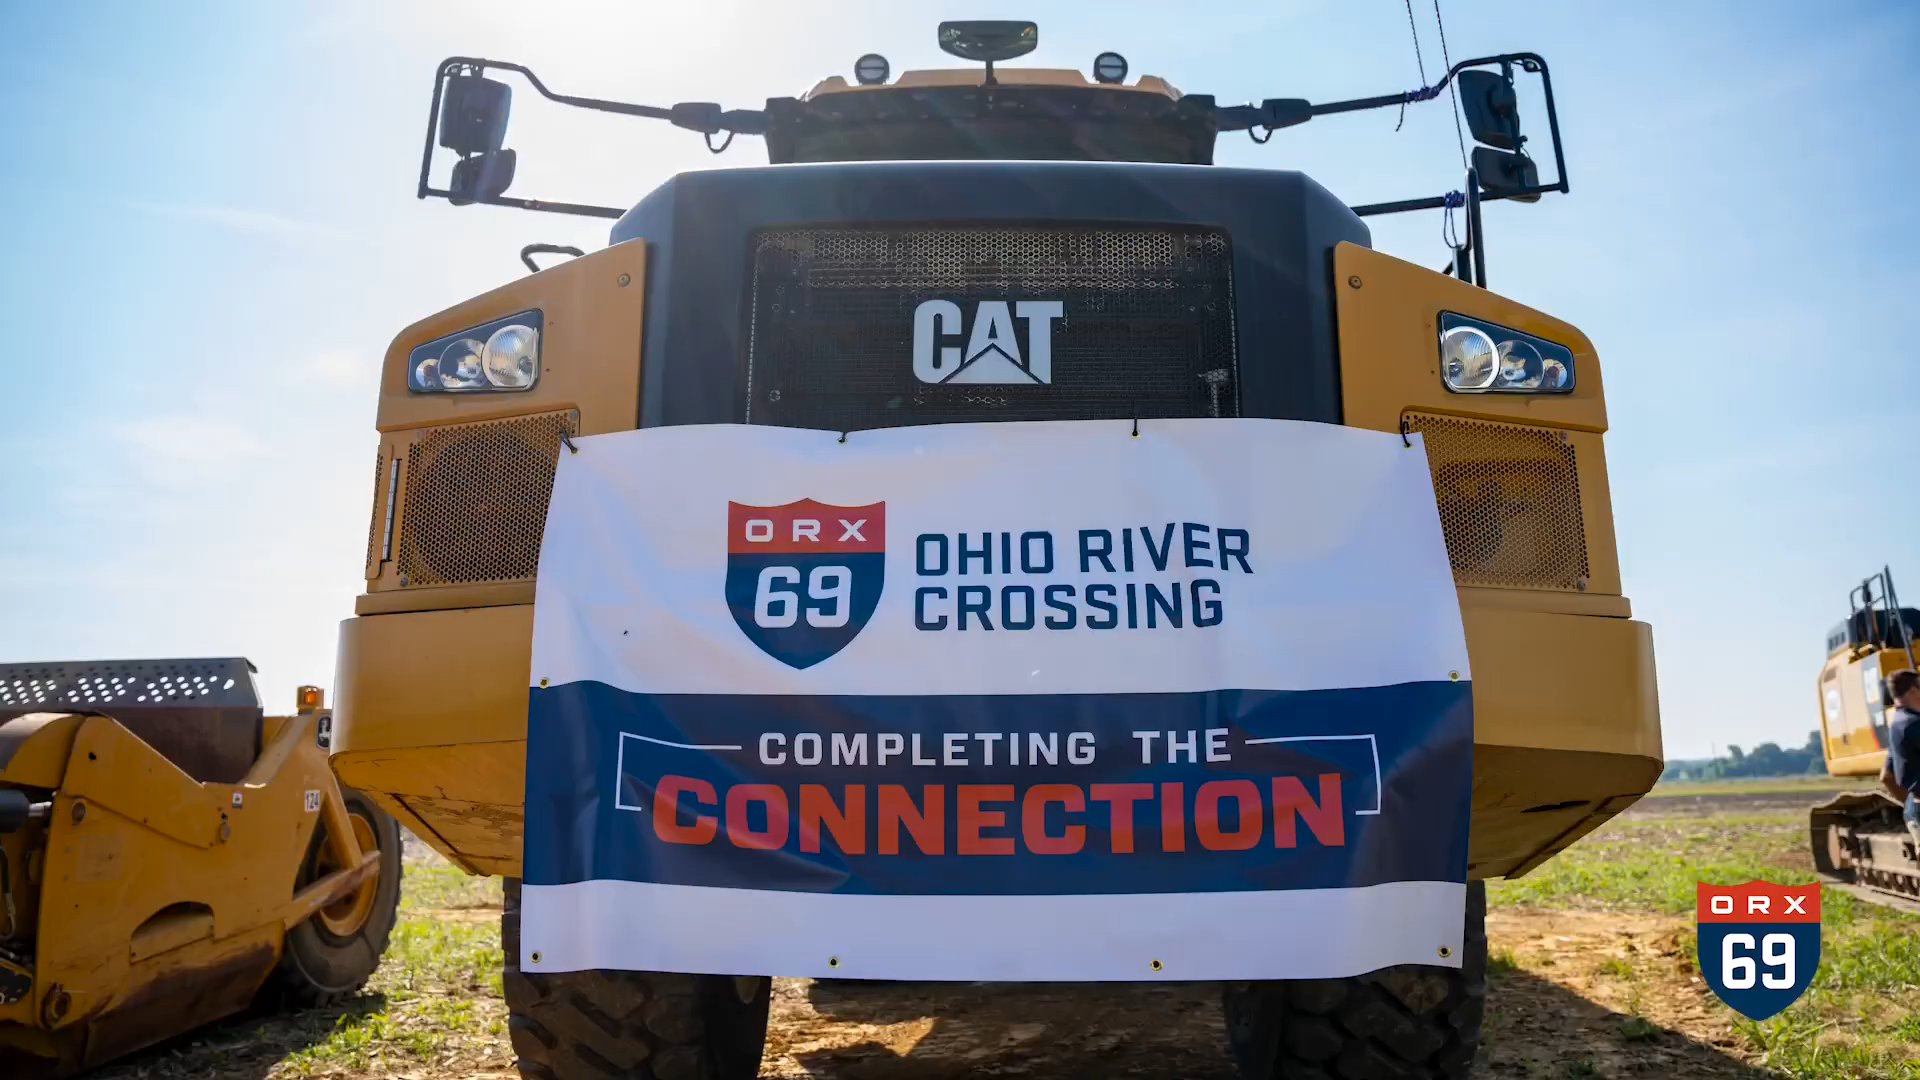 CAT
ORX
69
OHIO RIVER
CROSSING
COMPLETING THE
CONNECTION
124
ORX
69